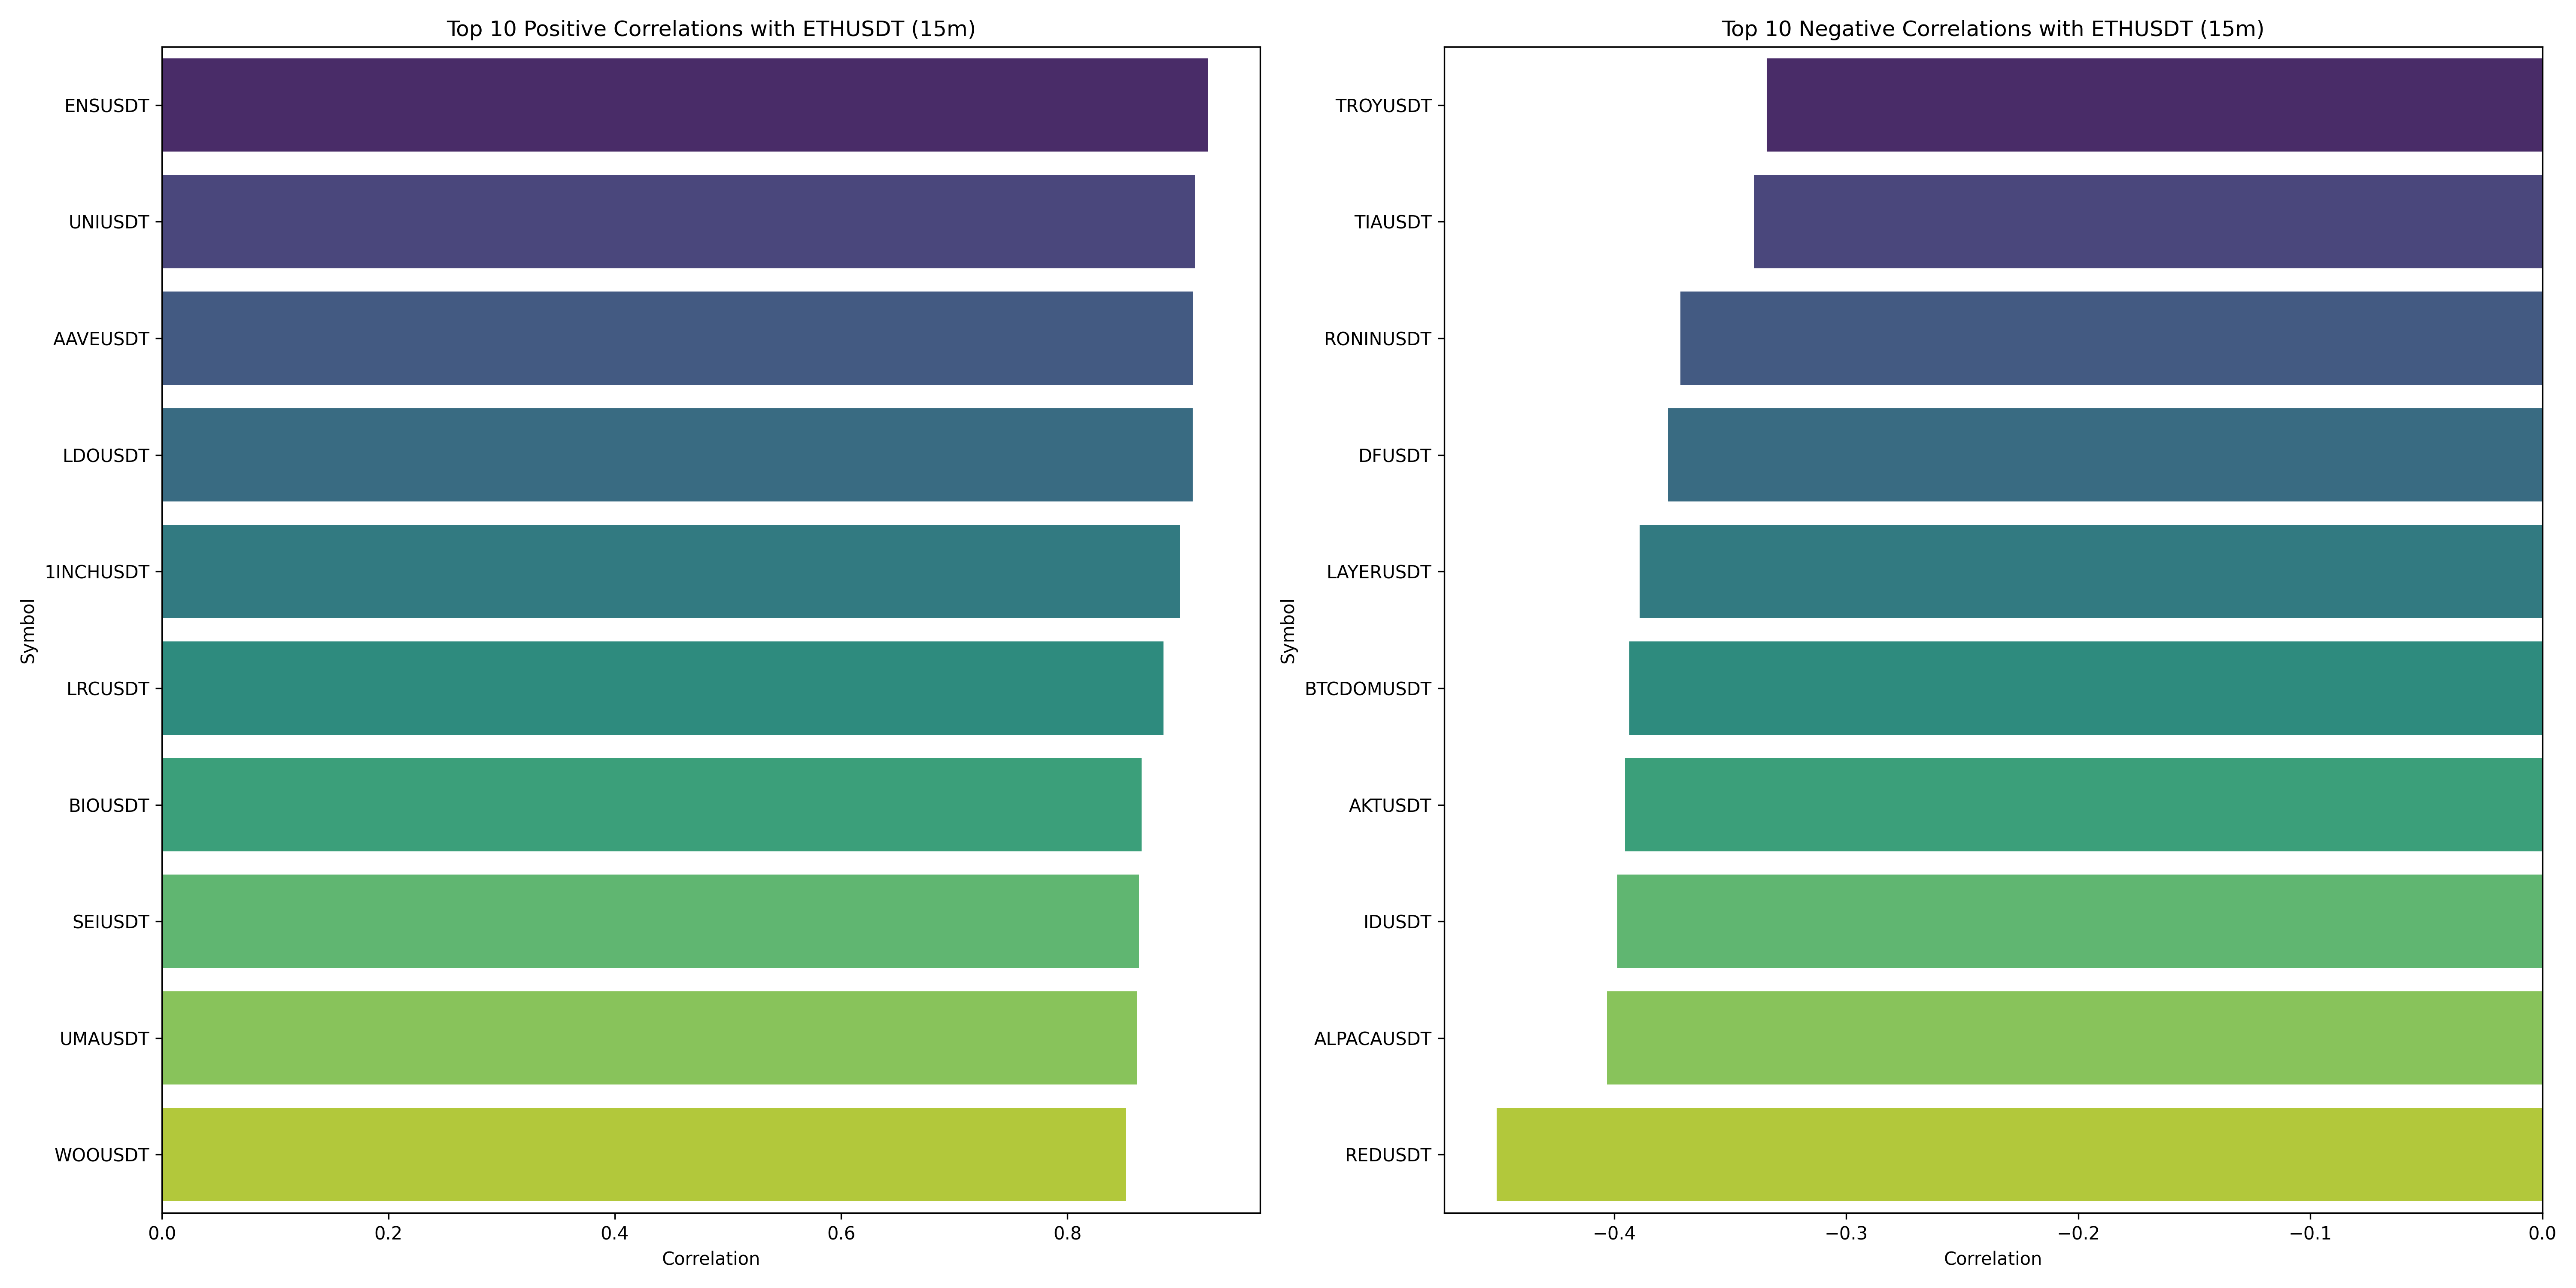 Top 10 Positive Correlations with ETHUSDT (15m)
Symbol
ENSUSDT
UNIUSDT
AAVEUSDT
LDOUSDT
1INCHUSDT
LRCUSDT
BIOUSDT
SEIUSDT
UMAUSDT
WOOUSDT
0.0 0.2 0.4 0.6 0.8
Correlation
Top 10 Negative Correlations with ETHUSDT (15m)
Symbol
TROYUSDT
TIAUSDT
RONINUSDT
DFUSDT
LAYERUSDT
BTCDOMUSDT
AKTUSDT
IDUSDT
ALPACAUSDT
REDUSDT
−0.4 −0.3 −0.2 −0.1 0.0
Correlation